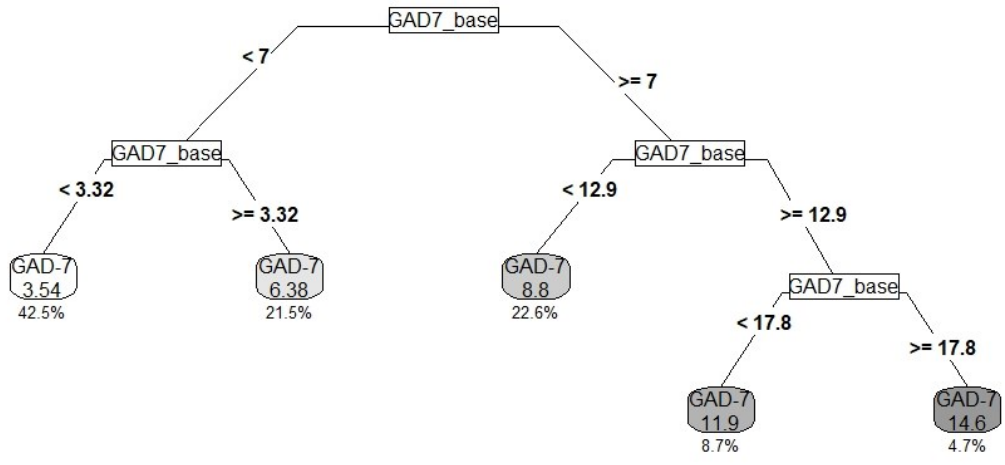 GAD7_base
< 7
>= 7
GAD7_base
GAD7_base
< 3.32
>= 3.32
< 12.9
>= 12.9
GAD-7
3.54
42.5%
GAD-7
6.38
21.5%
GAD-7
8.8
22.6%
GAD7_base
< 17.8
>= 17.8
GAD-7
11.9
8.7%
GAD-7
14.6
4.7%